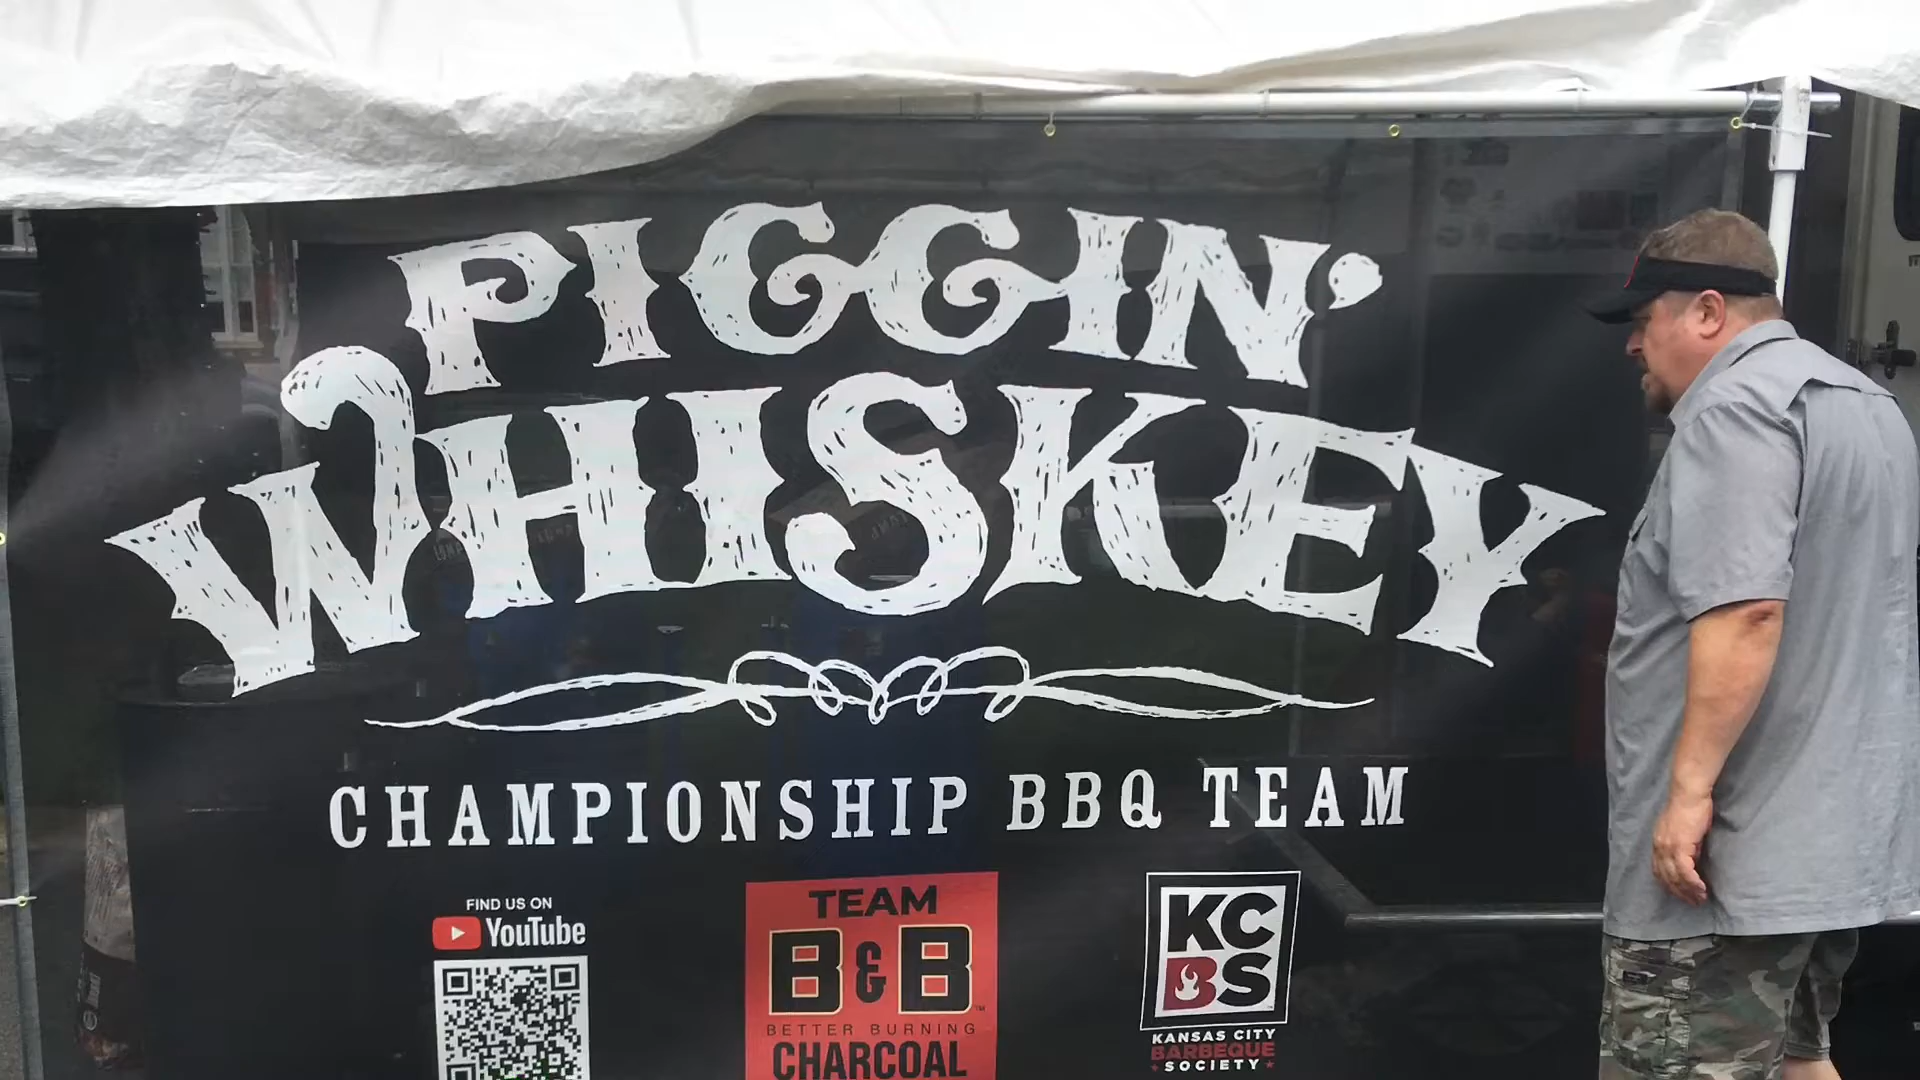 PIGGIN'
WHISKEY
CHAMPIONSHIP BBQ TEAM
FIND US ON
YouTube
TEAM
B&B
™
BETTER BURNING
CHARCOAL
KC
BS
KANSAS CITY
BARBEQUE
SOCIETY